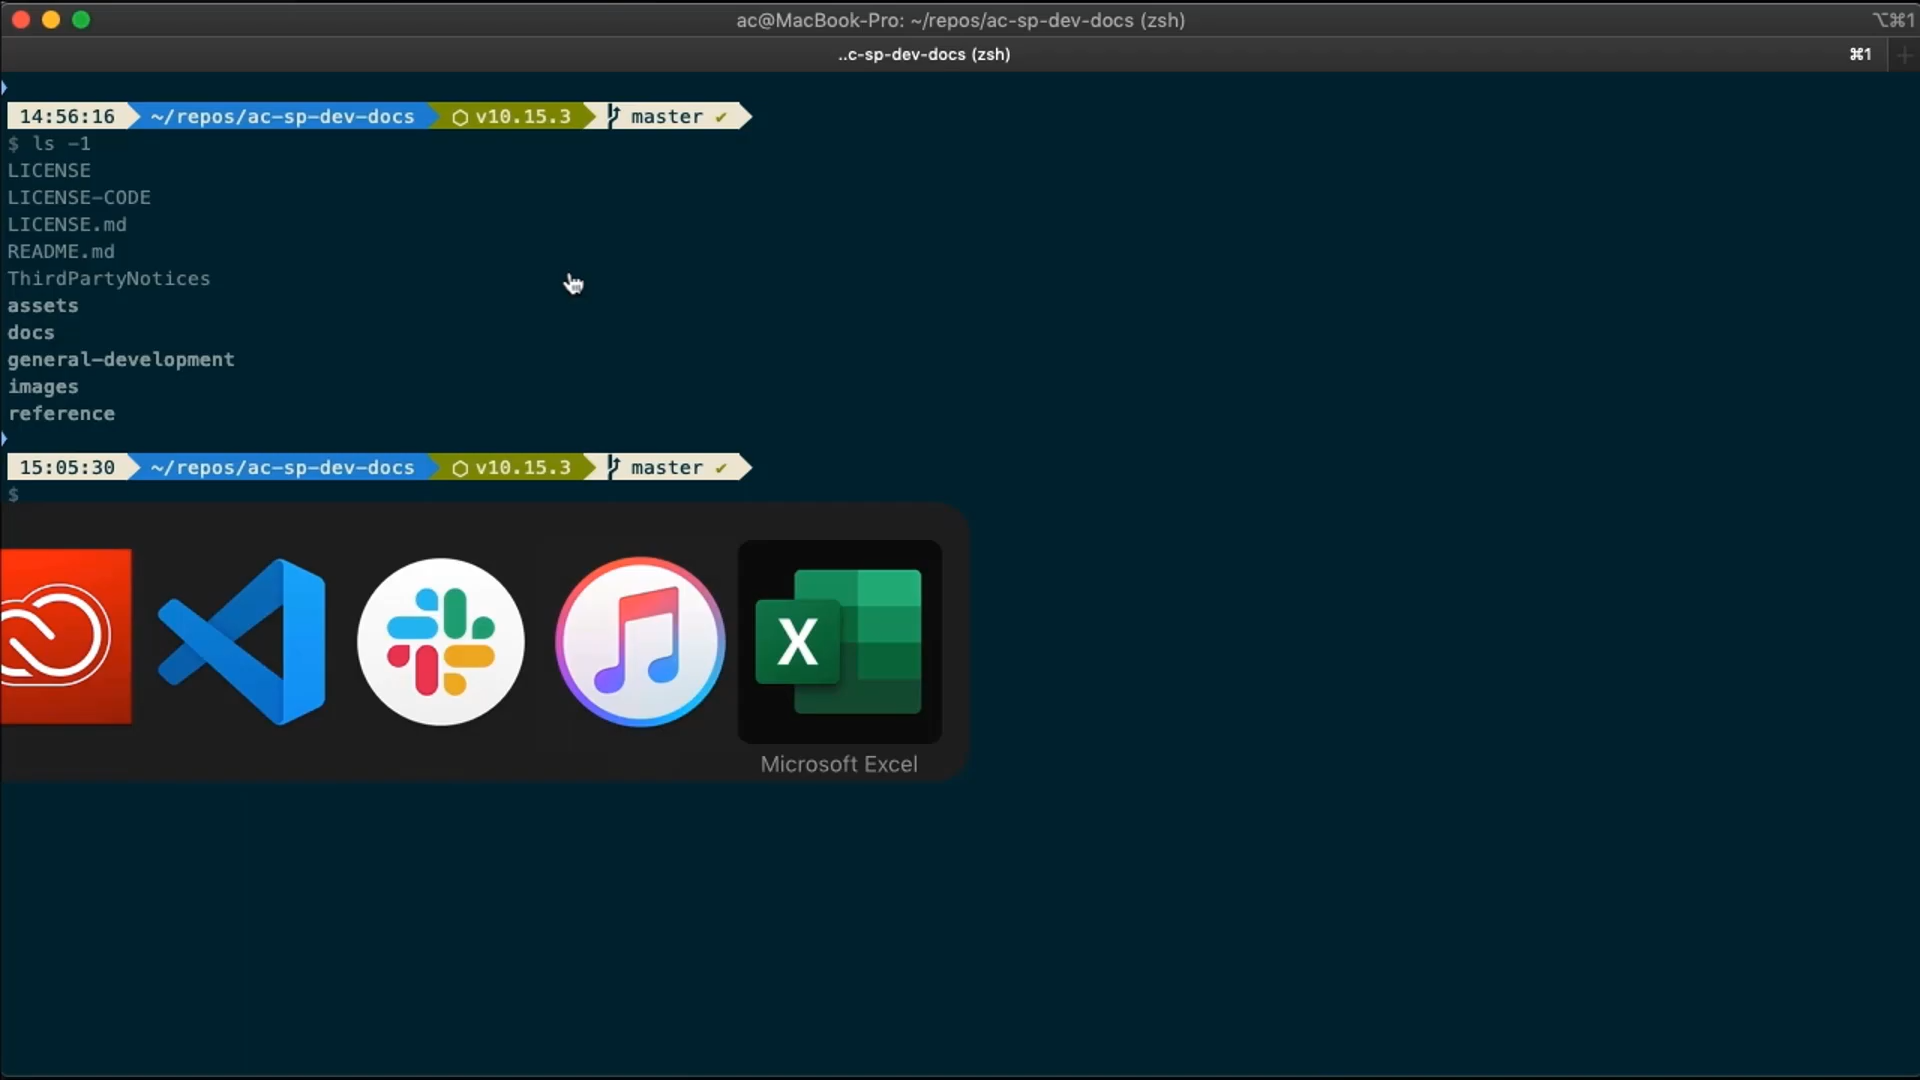 ac@MacBook-Pro: ~/repos/ac-sp-dev-docs (zsh)
⌥⌘1
..c-sp-dev-docs (zsh)
⌘1
14:56:16 ~/repos/ac-sp-dev-docs v10.15.3 master ✔
$ ls -1
LICENSE
LICENSE-CODE
LICENSE.md
README.md
ThirdPartyNotices
assets
docs
general-development
images
reference
15:05:30 ~/repos/ac-sp-dev-docs v10.15.3 master ✔
$
X
Microsoft Excel